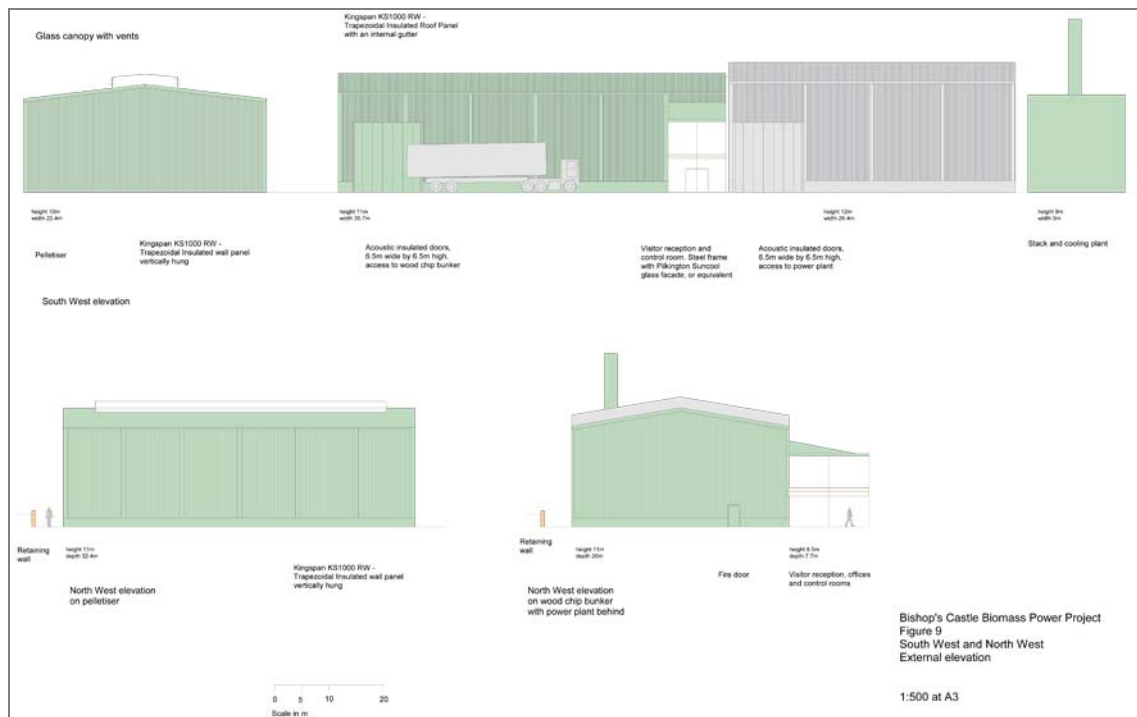 Glass canopy with vents
Kingspan KS1000 RW -
Trapezoidal Insulated Roof Panel
with an internal gutter
height 10m
width 22.4m
height 11m
width 35.7m
height 12m
width 26.4m
height 9m
width 9m
Pelletiser
Kingspan KS1000 RW -
Trapezoidal Insulated wall panel
vertically hung
Acoustic insulated doors,
6.5m wide by 6.5m high,
access to wood chip bunker
Visitor reception and
control room. Steel frame
with Pilkington Suncool
glass facade, or equivalent
Acoustic insulated doors,
6.5m wide by 6.5m high,
access to power plant
Stack and cooling plant
South West elevation
Retaining
wall
height 11m
depth 32.4m
Kingspan KS1000 RW -
Trapezoidal Insulated wall panel
vertically hung
North West elevation
on pelletiser
Retaining
wall
height 11m
depth 20m
height 6.5m
depth 7.7m
Fire door
Visitor reception, offices
and control rooms
North West elevation
on wood chip bunker
with power plant behind
Bishop's Castle Biomass Power Project
Figure 9
South West and North West
External elevation
1:500 at A3
0 5 10 20
Scale in m